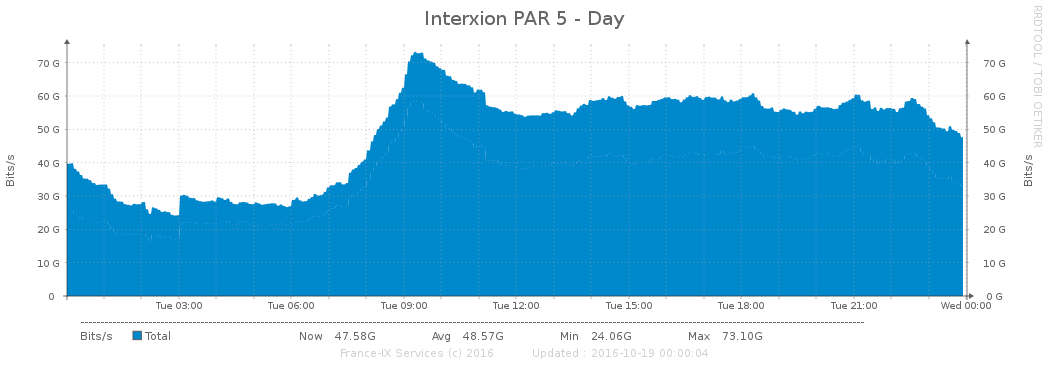 Interxion PAR 5 - Day
RRDTOOL / TOBI OETIKER
Bits/s
70 G 70 G
60 G 60 G
50 G 50 G
40 G 40 G
30 G 30 G
20 G 20 G
10 G 10 G
0 0 G
Bits/s
Tue 03:00 Tue 06:00 Tue 09:00 Tue 12:00 Tue 15:00 Tue 18:00 Tue 21:00 Wed 00:00
Bits/s Total Now 47.58G Avg 48.57G Min 24.06G Max 73.10G
France-IX Services (c) 2016 Updated : 2016-10-19 00:00:04